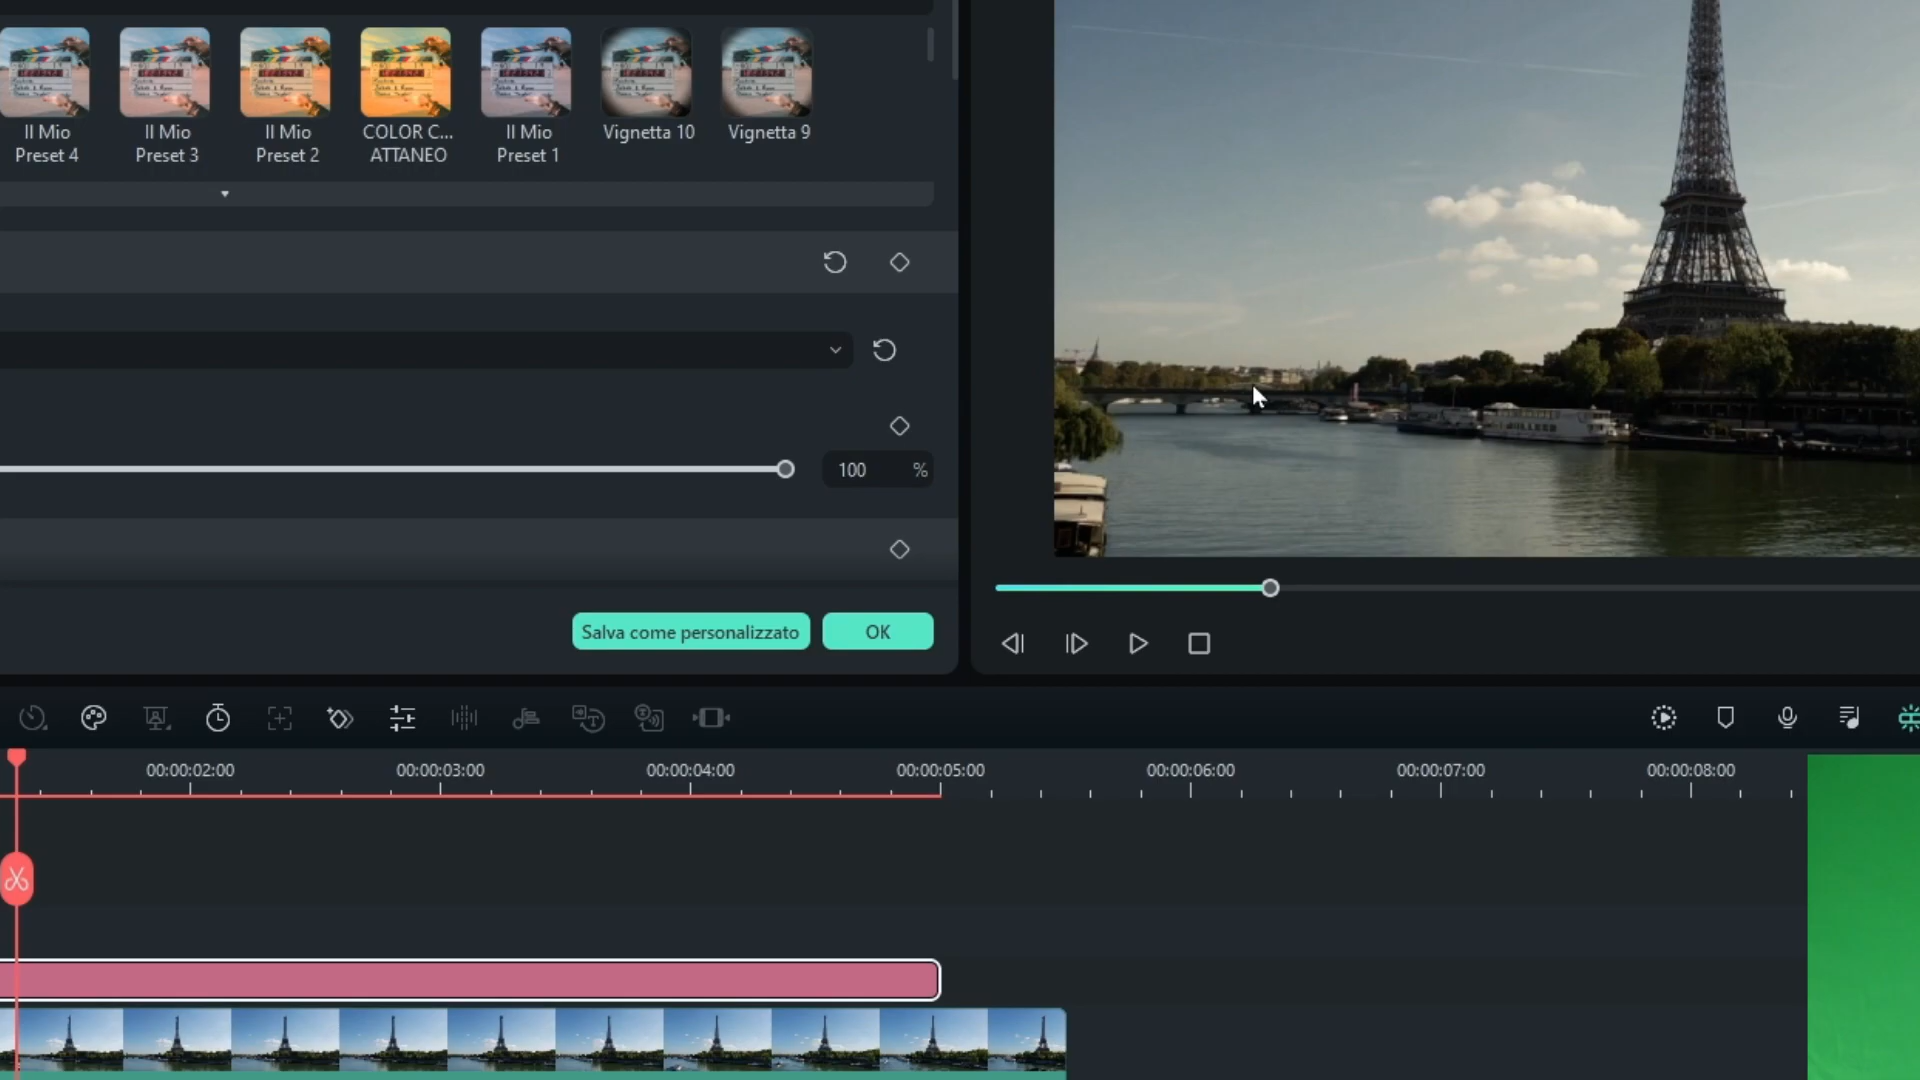 Il Mio
Preset 4
Il Mio
Preset 3
Il Mio
Preset 2
COLOR C...
ATTANEO
Il Mio
Preset 1
Vignetta 10
Vignetta 9
100 %
Salva come personalizzato
OK
00:00:02:00
00:00:03:00
00:00:04:00
00:00:05:00
00:00:06:00
00:00:07:00
00:00:08:00